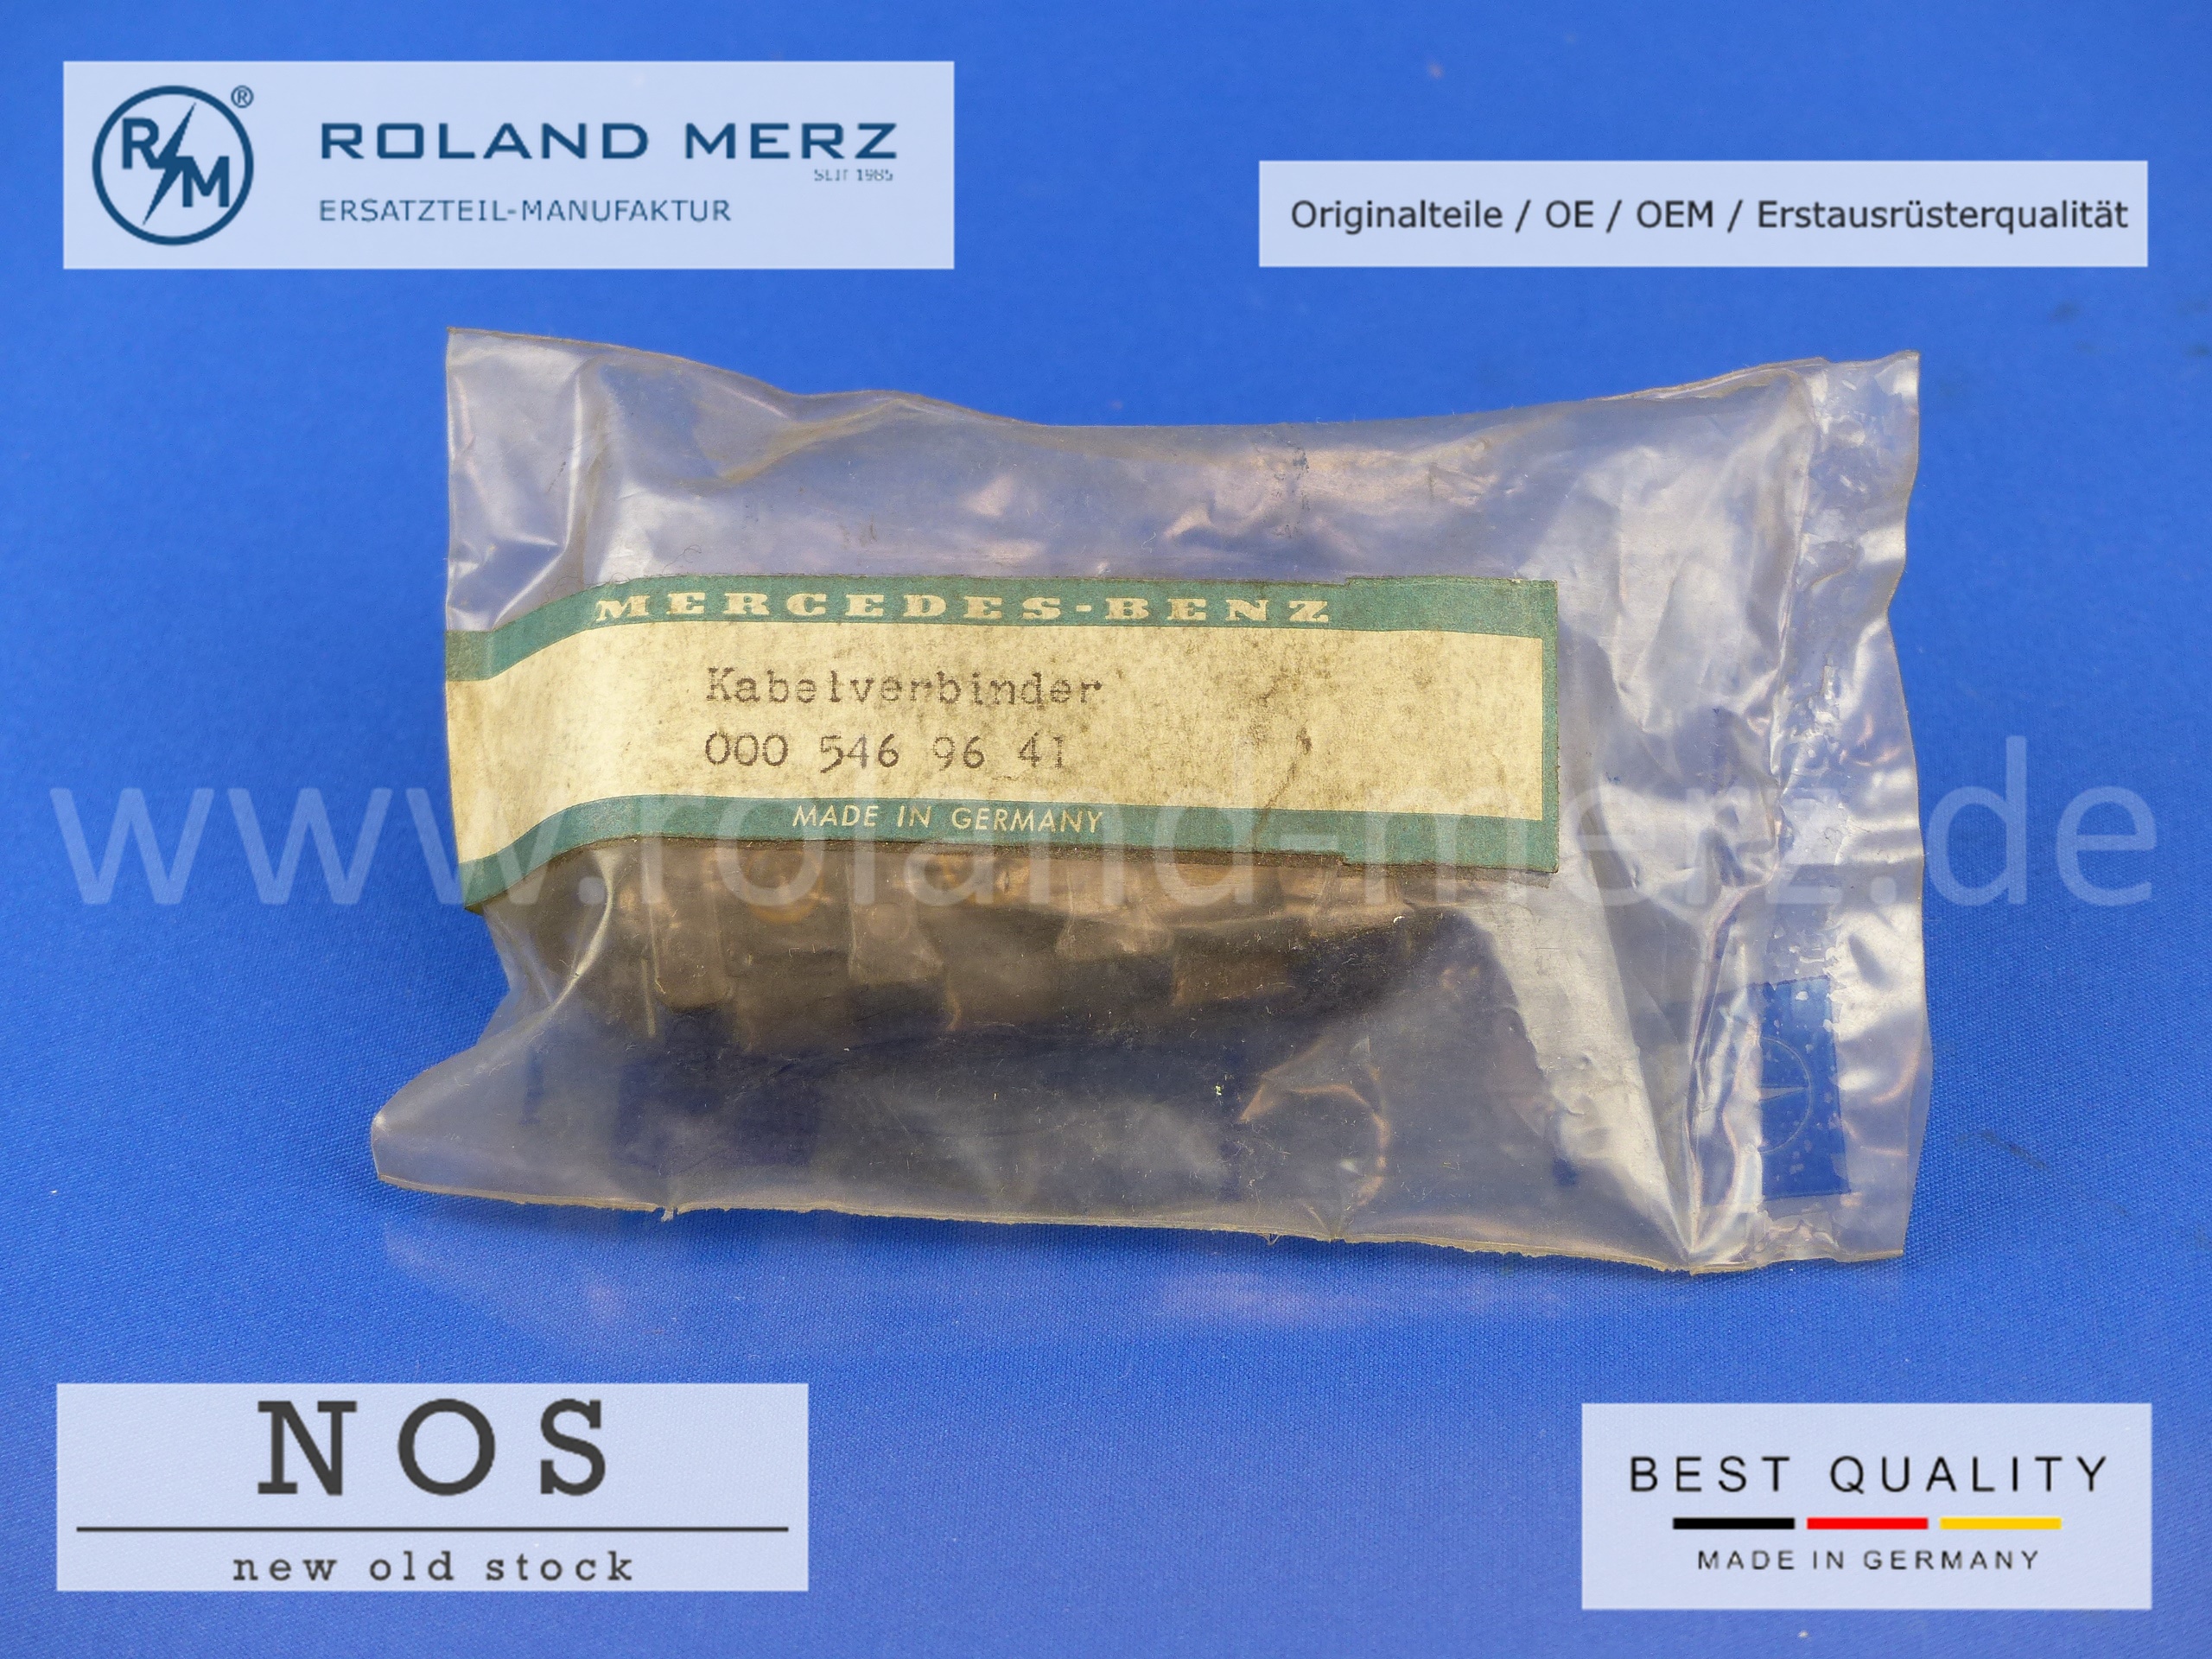 RM®
ROLAND MERZ
SEIT 1985
ERSATZTEIL-MANUFAKTUR
Originalteile / OE / OEM / Erstausrüsterqualität
MERCEDES-BENZ
Kabelverbinder
000 546 96 41
MADE IN GERMANY
www.roland-merz.de
NOS
new old stock
BEST QUALITY
MADE IN GERMANY